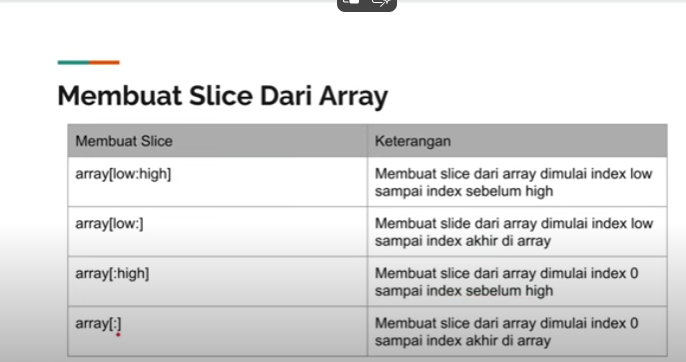 Membuat Slice Dari Array
Membuat Slice
Keterangan
array[low:high]
Membuat slice dari array dimulai index low
sampai index sebelum high
array[low:]
Membuat slide dari array dimulai index low
sampai index akhir di array
array[:high]
Membuat slice dari array dimulai index 0
sampai index sebelum high
array[:]
Membuat slice dari array dimulai index 0
sampai index akhir di array